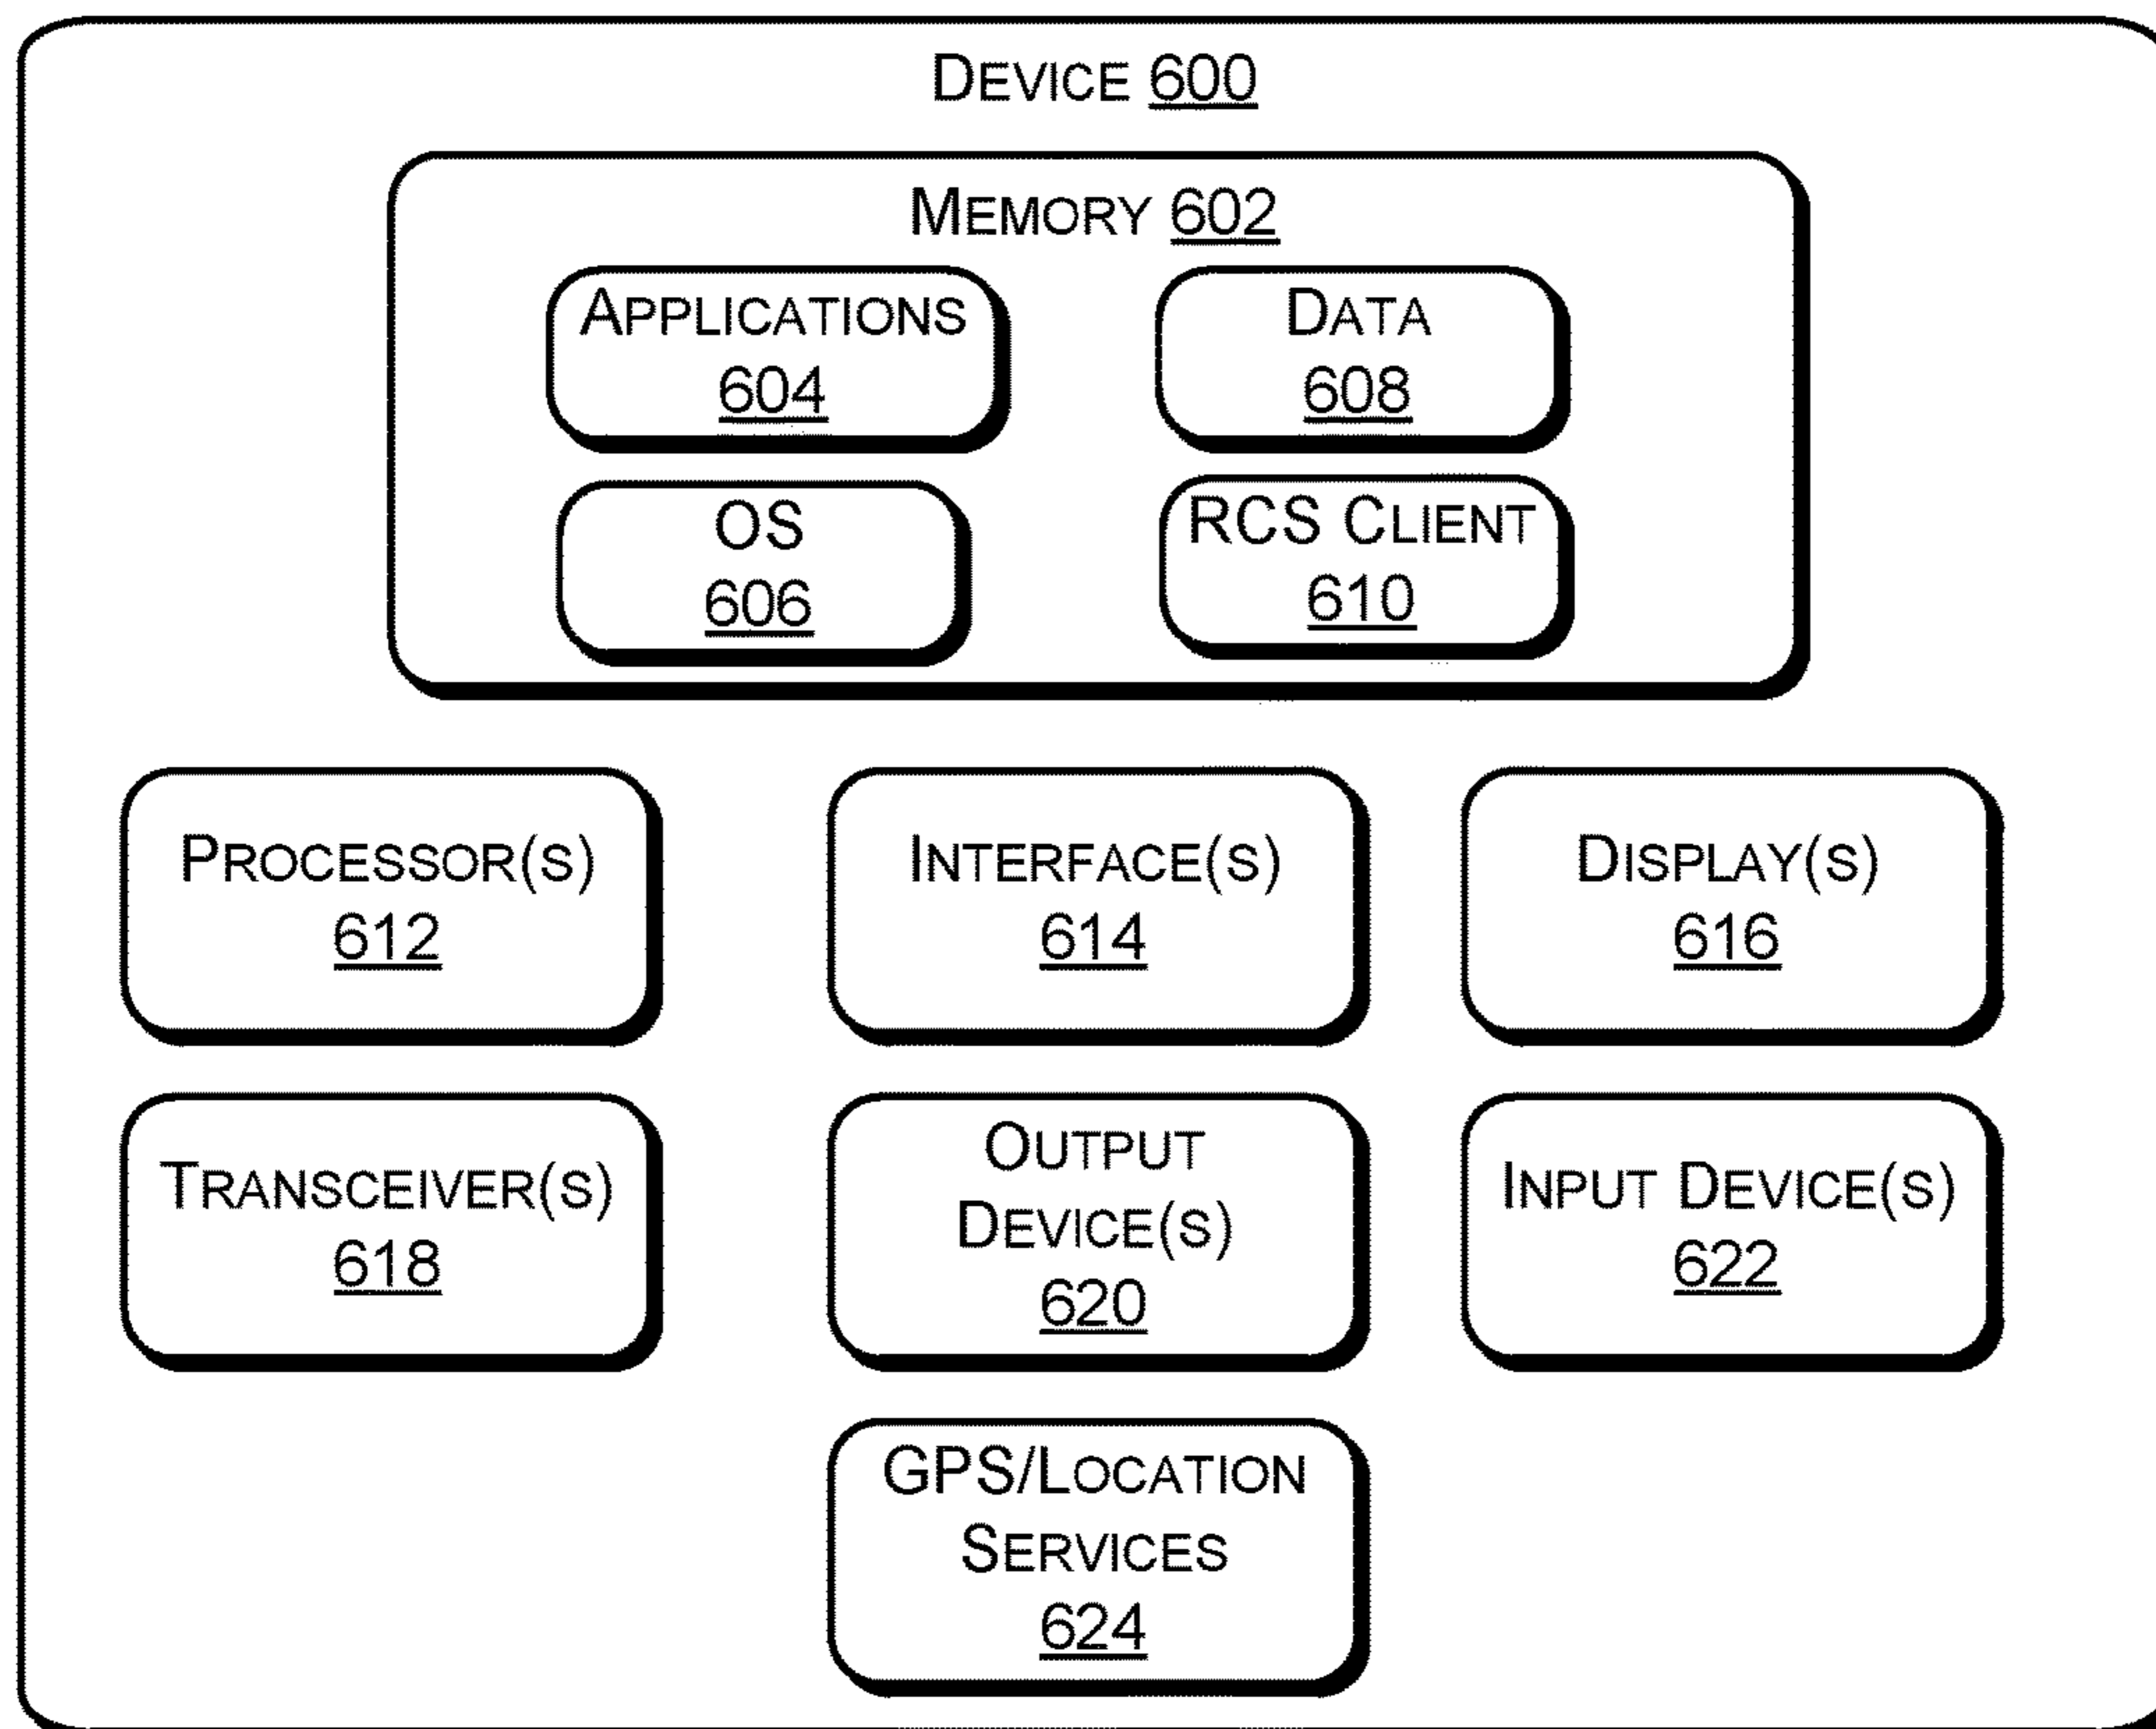 DEVICE 600
MEMORY 602
APPLICATIONS
604
DATA
608
OS
606
RCS CLIENT
610
PROCESSOR(S)
612
INTERFACE(S)
614
DISPLAY(S)
616
TRANSCEIVER(S)
618
OUTPUT
DEVICE(S)
620
INPUT DEVICE(S)
622
GPS/LOCATION
SERVICES
624